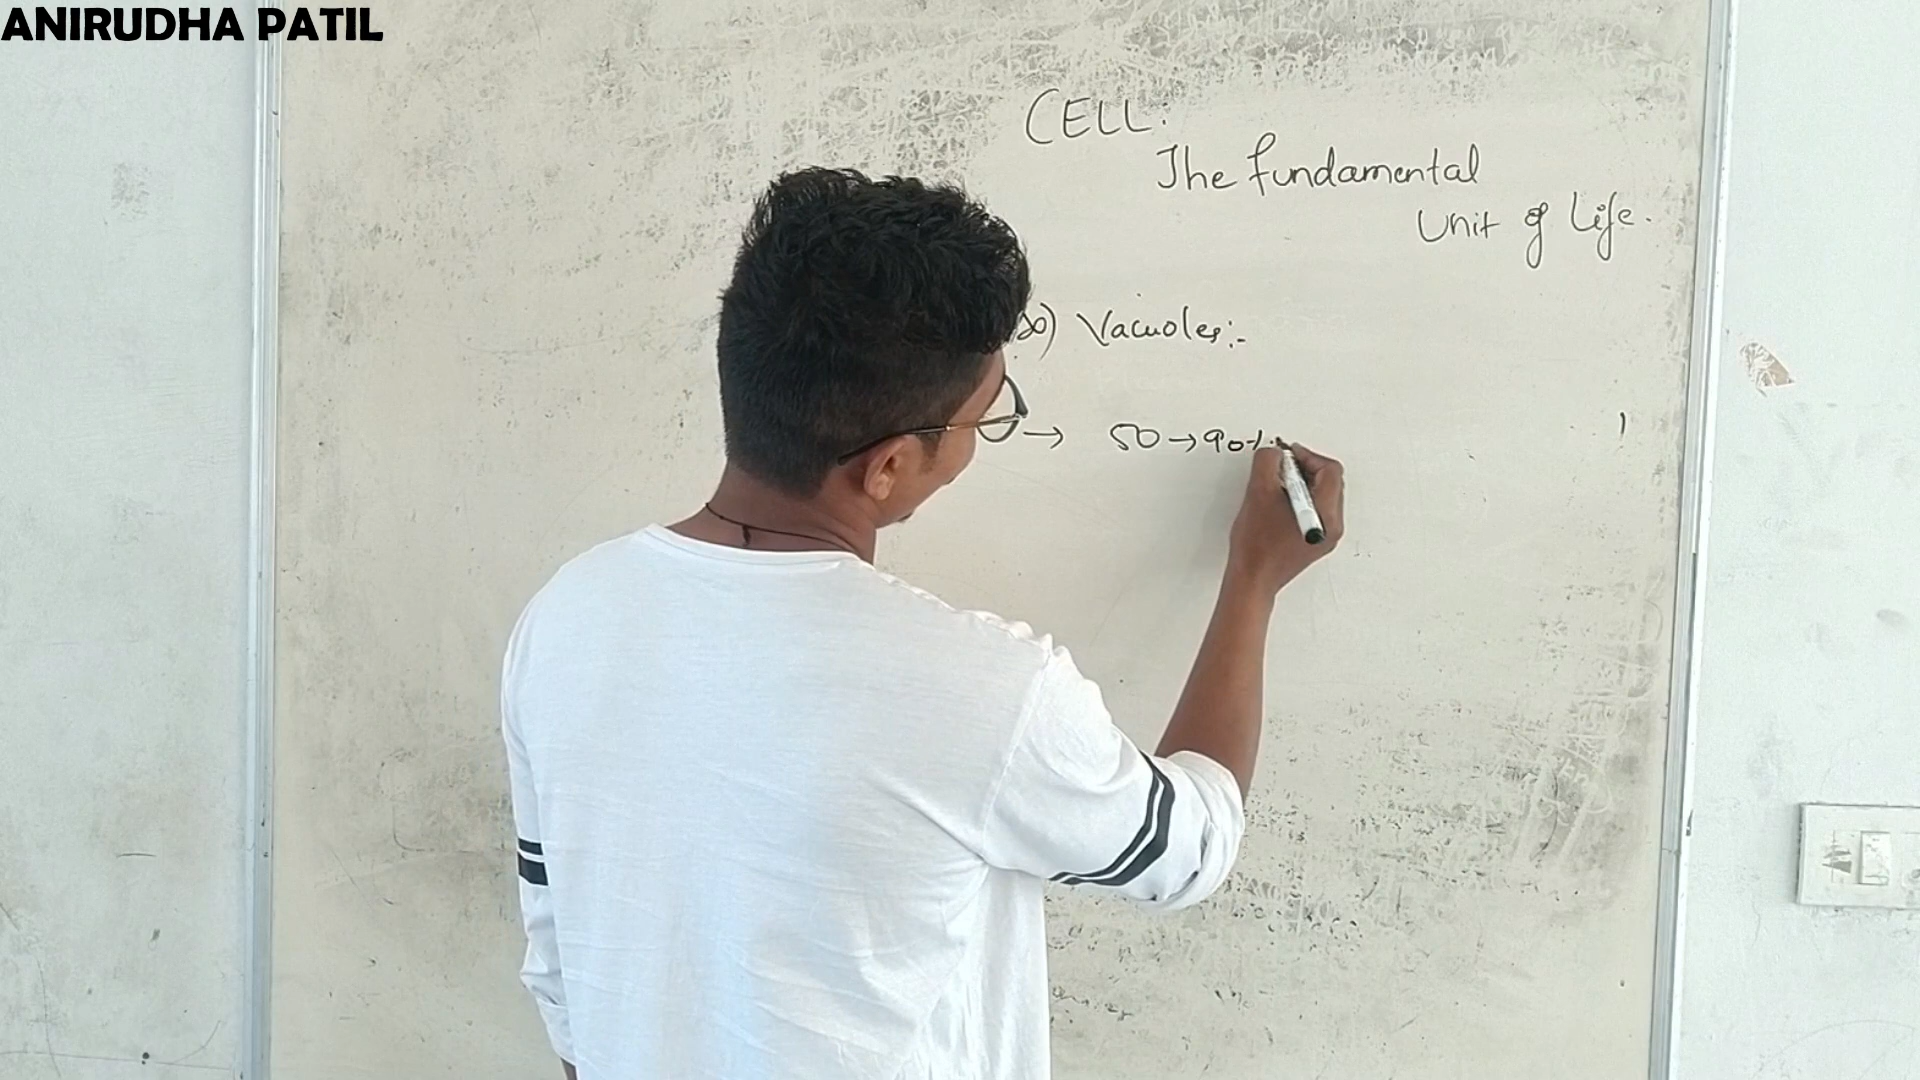 ANIRUDHA PATIL
CELL:
The fundamental
Unit of Life.
Vacuoles:-
→ 50 → 90%